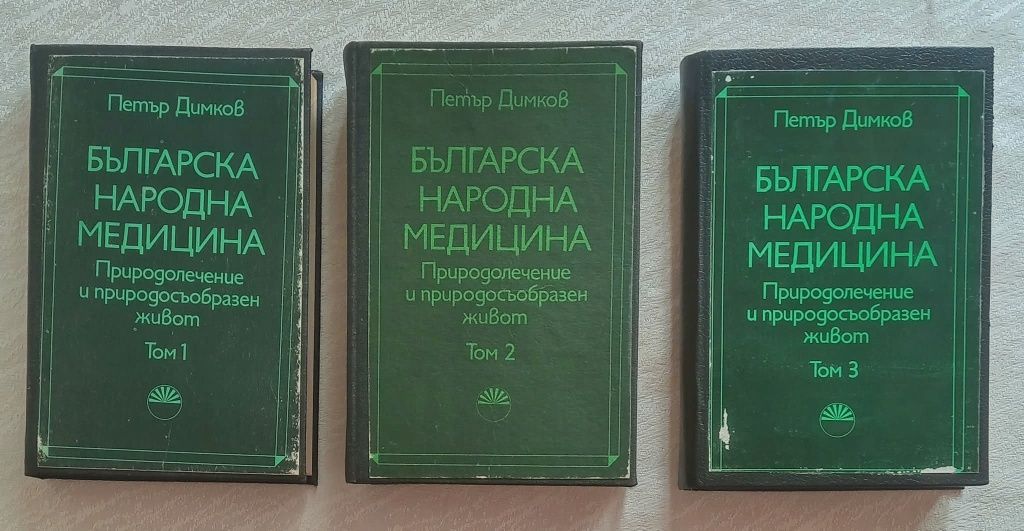 Петър Димков
БЪЛГАРСКА
НАРОДНА
МЕДИЦИНА
Природолечение
и природосъобразен
живот
Том 1
Петър Димков
БЪЛГАРСКА
НАРОДНА
МЕДИЦИНА
Природолечение
и природосъобразен
живот
Том 2
Петър Димков
БЪЛГАРСКА
НАРОДНА
МЕДИЦИНА
Природолечение
и природосъобразен
живот
Том 3